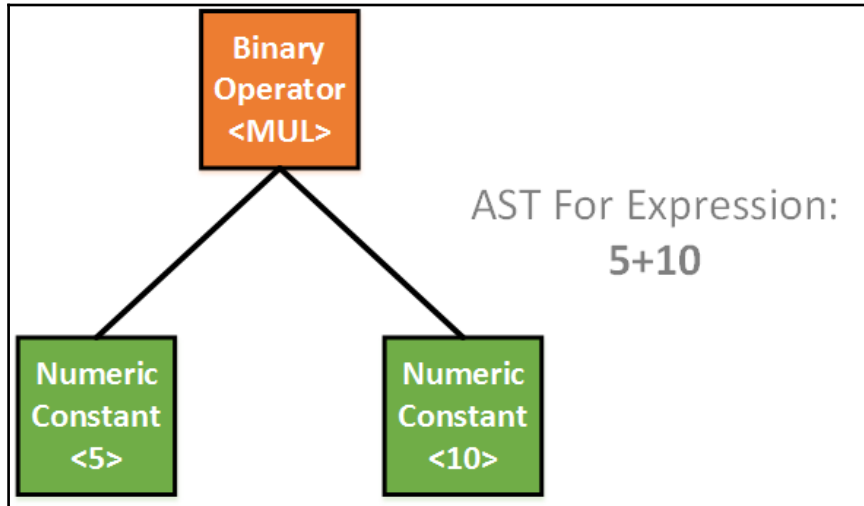 Binary
Operator
<MUL>
AST For Expression:
5+10
Numeric
Constant
<5>
Numeric
Constant
<10>